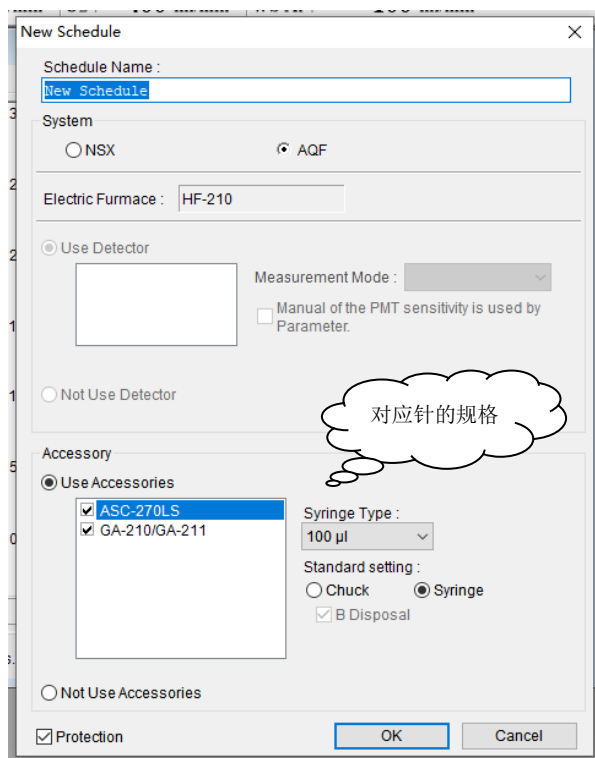 New Schedule
Schedule Name :
New Schedule
System
NSX
AQF
Electric Furmace :
HF-210
Use Detector
Measurement Mode :
Manual of the PMT sensitivity is used by
Parameter.
Not Use Detector
对应针的规格
Accessory
Use Accessories
ASC-270LS
GA-210/GA-211
Syringe Type :
100 µl
Standard setting :
Chuck
Syringe
B Disposal
Not Use Accessories
Protection
OK
Cancel